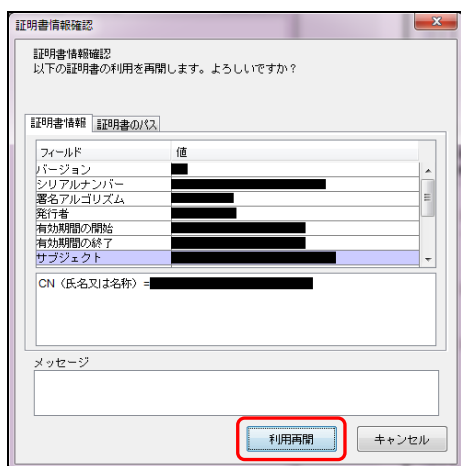 証明書情報確認
証明書情報確認
以下の証明書の利用を再開します。よろしいですか？
証明書情報 証明書のパス
フィールド 値
バージョン
シリアルナンバー
署名アルゴリズム
発行者
有効期間の開始
有効期間の終了
サブジェクト
CN（氏名又は名称）=
メッセージ
利用再開 キャンセル